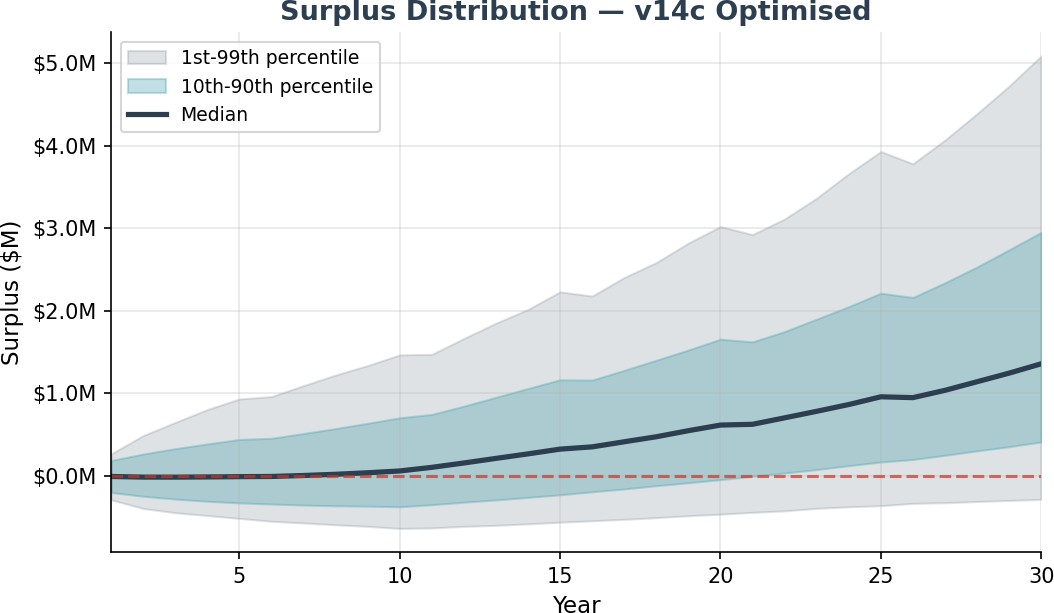 Surplus Distribution — v14c Optimised
1st-99th percentile
10th-90th percentile
Median
Surplus ($M)
$5.0M
$4.0M
$3.0M
$2.0M
$1.0M
$0.0M
5
10
15
20
25
30
Year